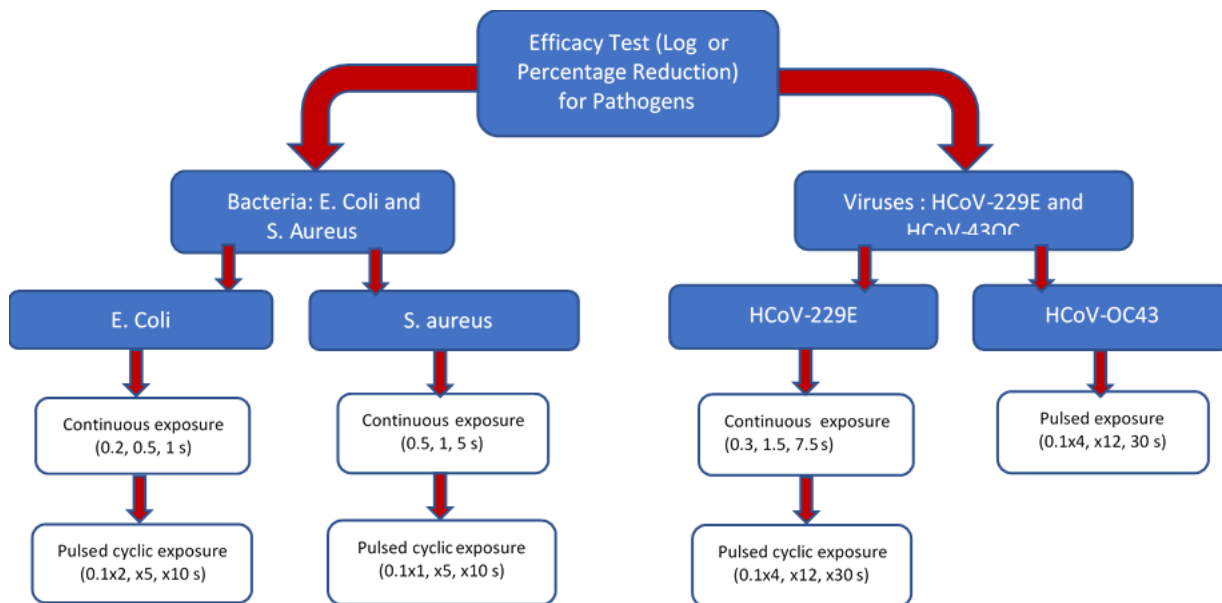 Efficacy Test (Log or
Percentage Reduction)
for Pathogens
Bacteria: E. Coli and
S. Aureus
Viruses : HCoV-229E and
HCoV-43OC
E. Coli
S. aureus
HCoV-229E
HCoV-OC43
Continuous exposure
(0.2, 0.5, 1 s)
Continuous exposure
(0.5, 1, 5 s)
Continuous exposure
(0.3, 1.5, 7.5 s)
Pulsed exposure
(0.1x4, x12, 30 s)
Pulsed cyclic exposure
(0.1x2, x5, x10 s)
Pulsed cyclic exposure
(0.1x1, x5, x10 s)
Pulsed cyclic exposure
(0.1x4, x12, x30 s)